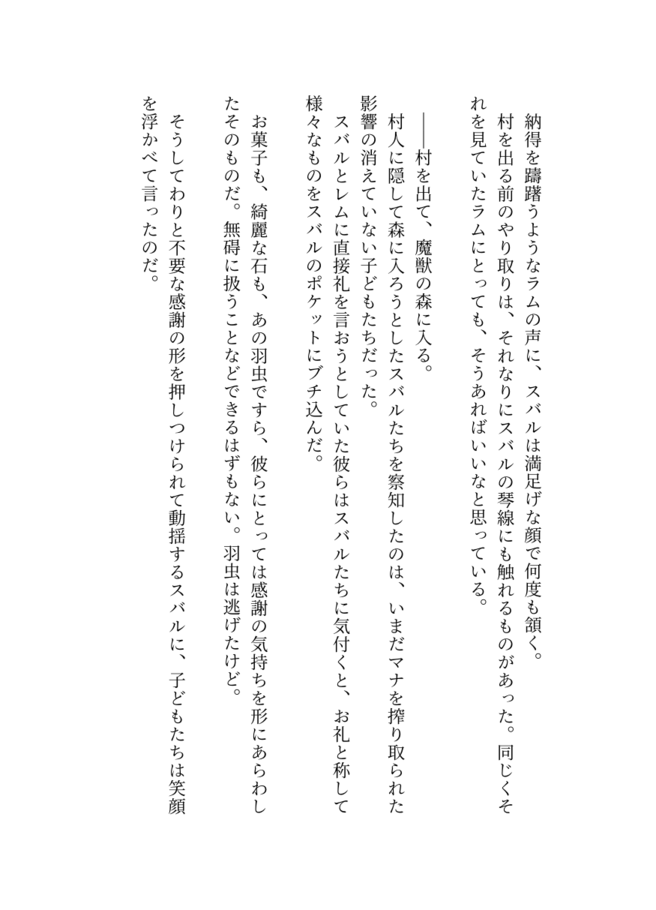 納得を躊躇うようなラムの声に、スバルは満足げな顔で何度も頷く。
村を出る前のやり取りは、それなりにスバルの琴線にも触れるものがあった。同じくそ
れを見ていたラムにとっても、そうあればいいなと思っている。
――村を出て、魔獣の森に入る。
村人に隠して森に入ろうとしたスバルたちを察知したのは、いまだマナを搾り取られた
影響の消えていない子どもたちだった。
スバルとレムに直接礼を言おうとしていた彼らはスバルたちに気付くと、お礼と称して
様々なものをスバルのポケットにブチ込んだ。
お菓子も、綺麗な石も、あの羽虫ですら、彼らにとっては感謝の気持ちを形にあらわし
たそのものだ。無碍に扱うことなどできるはずもない。羽虫は逃げたけど。
そうしてわりと不要な感謝の形を押しつけられて動揺するスバルに、子どもたちは笑顔
を浮かべて言ったのだ。